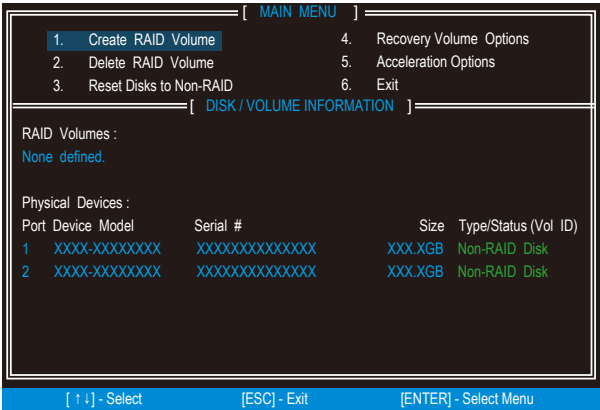 [ MAIN MENU ]
1. Create RAID Volume 4. Recovery Volume Options
2. Delete RAID Volume 5. Acceleration Options
3. Reset Disks to Non-RAID 6. Exit
[ DISK / VOLUME INFORMATION ]
RAID Volumes :
None defined.
Physical Devices :
Port Device Model Serial # Size Type/Status (Vol ID)
1 XXXX-XXXXXXXX XXXXXXXXXXXXXX XXX.XGB Non-RAID Disk
2 XXXX-XXXXXXXX XXXXXXXXXXXXXX XXX.XGB Non-RAID Disk
[ ↑↓] - Select [ESC] - Exit [ENTER] - Select Menu